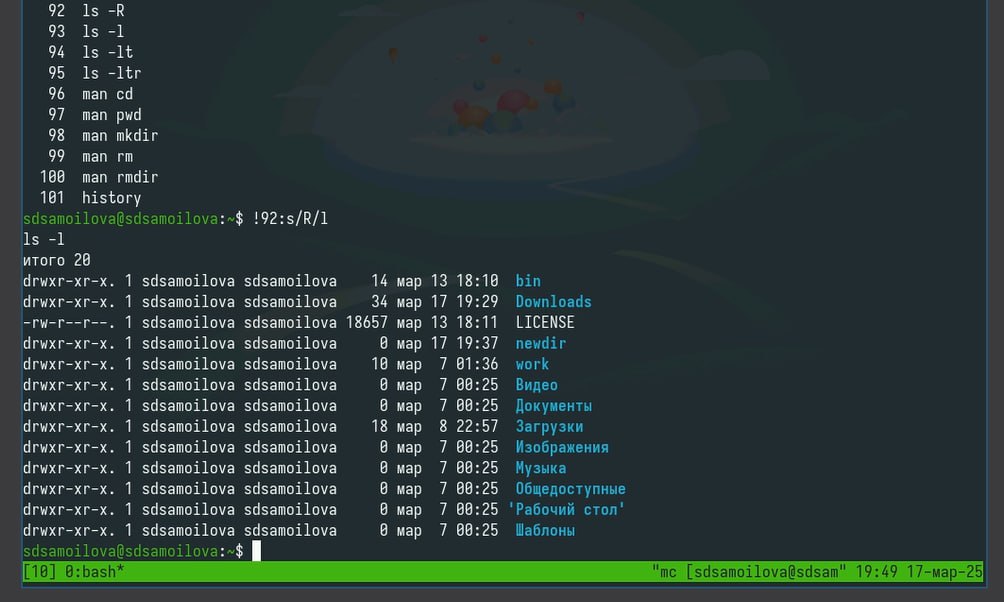 92 ls -R
93 ls -l
94 ls -lt
95 ls -ltr
96 man cd
97 man pwd
98 man mkdir
99 man rm
100 man rmdir
101 history
sdsamoilova@sdsamoilova:~$ !92:s/R/l
ls -l
итого 20
drwxr-xr-x. 1 sdsamoilova sdsamoilova 14 мар 13 18:10 bin
drwxr-xr-x. 1 sdsamoilova sdsamoilova 34 мар 17 19:29 Downloads
-rw-r--r--. 1 sdsamoilova sdsamoilova 18657 мар 13 18:11 LICENSE
drwxr-xr-x. 1 sdsamoilova sdsamoilova 0 мар 17 19:37 newdir
drwxr-xr-x. 1 sdsamoilova sdsamoilova 10 мар 7 01:36 work
drwxr-xr-x. 1 sdsamoilova sdsamoilova 0 мар 7 00:25 Видео
drwxr-xr-x. 1 sdsamoilova sdsamoilova 0 мар 7 00:25 Документы
drwxr-xr-x. 1 sdsamoilova sdsamoilova 18 мар 8 22:57 Загрузки
drwxr-xr-x. 1 sdsamoilova sdsamoilova 0 мар 7 00:25 Изображения
drwxr-xr-x. 1 sdsamoilova sdsamoilova 0 мар 7 00:25 Музыка
drwxr-xr-x. 1 sdsamoilova sdsamoilova 0 мар 7 00:25 Общедоступные
drwxr-xr-x. 1 sdsamoilova sdsamoilova 0 мар 7 00:25 'Рабочий стол'
drwxr-xr-x. 1 sdsamoilova sdsamoilova 0 мар 7 00:25 Шаблоны
sdsamoilova@sdsamoilova:~$
[10] 0:bash* "mc [sdsamoilova@sdsam" 19:49 17-мар-25